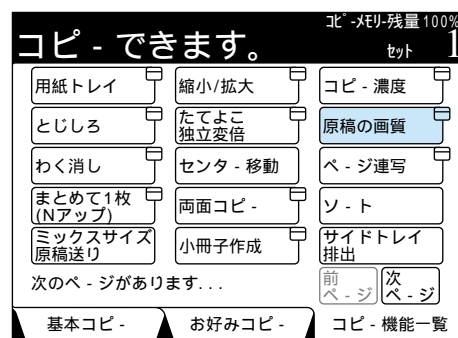 コピ-メモリ-残量100%
コピ - できます。
セット 1
用紙トレイ
縮小/拡大
コピ - 濃度
とじしろ
たてよこ
独立変倍
原稿の画質
わく消し
センタ - 移動
ペ - ジ連写
まとめて1枚
(Nアップ)
両面コピ -
ソ - ト
ミックスサイズ
原稿送り
小冊子作成
サイドトレイ
排出
次のペ - ジがあります...
前
ペ - ジ
次
ペ - ジ
基本コピ -
お好みコピ -
コピ - 機能一覧